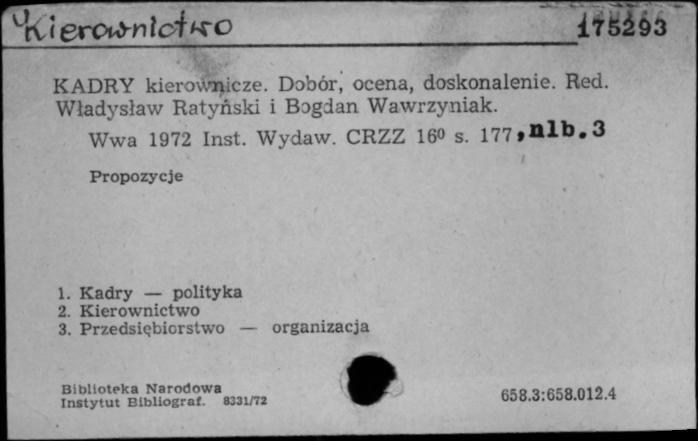 Kierownictwo
175293
KADRY kierownicze. Dobór, ocena, doskonalenie. Red.
Władysław Ratyński i Bogdan Wawrzyniak.
Wwa 1972 Inst. Wydaw. CRZZ 16⁰ s. 177, nlb. 3
Propozycje
1. Kadry — polityka
2. Kierownictwo
3. Przedsiębiorstwo — organizacja
Biblioteka Narodowa
Instytut Bibliograf. 8331/72
658.3:658.012.4